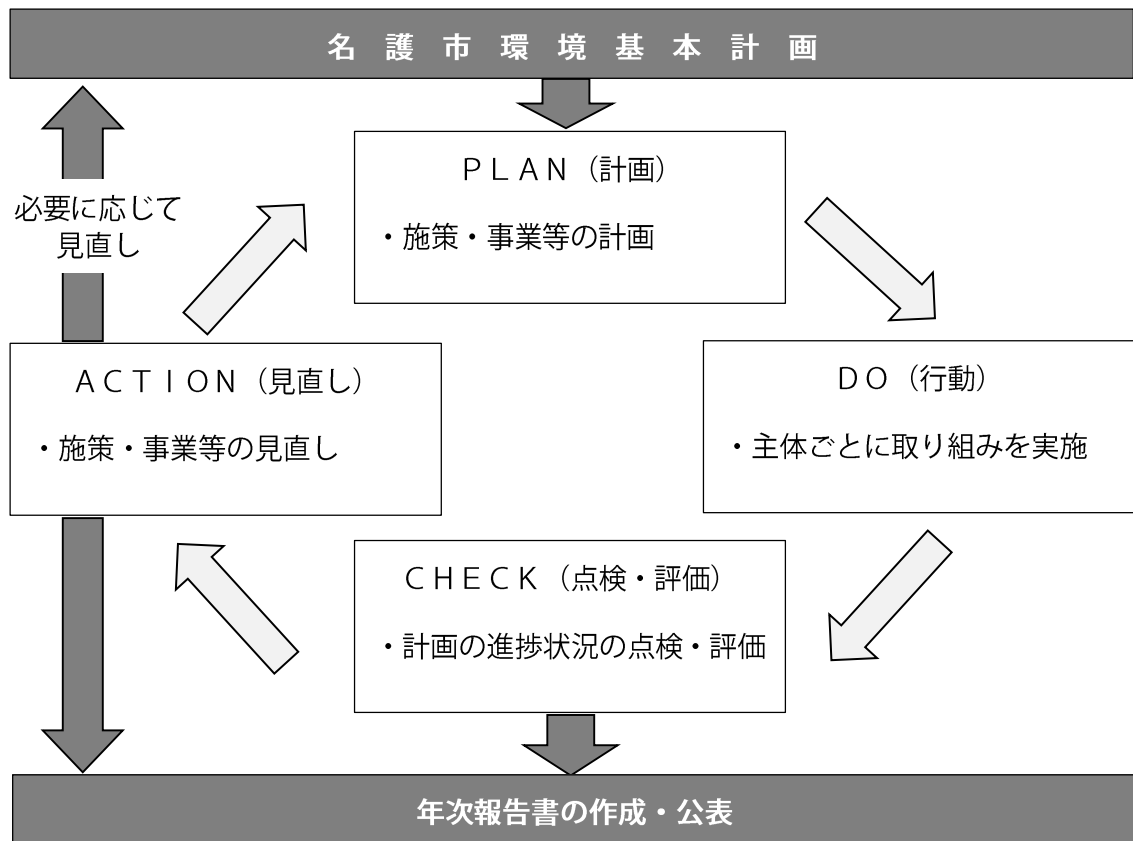 名護市環境基本計画
ＰＬＡＮ（計画）
・施策・事業等の計画
必要に応じて
見直し
ＡＣＴＩＯＮ（見直し）
・施策・事業等の見直し
ＤＯ（行動）
・主体ごとに取り組みを実施
ＣＨＥＣＫ（点検・評価）
・計画の進捗状況の点検・評価
年次報告書の作成・公表